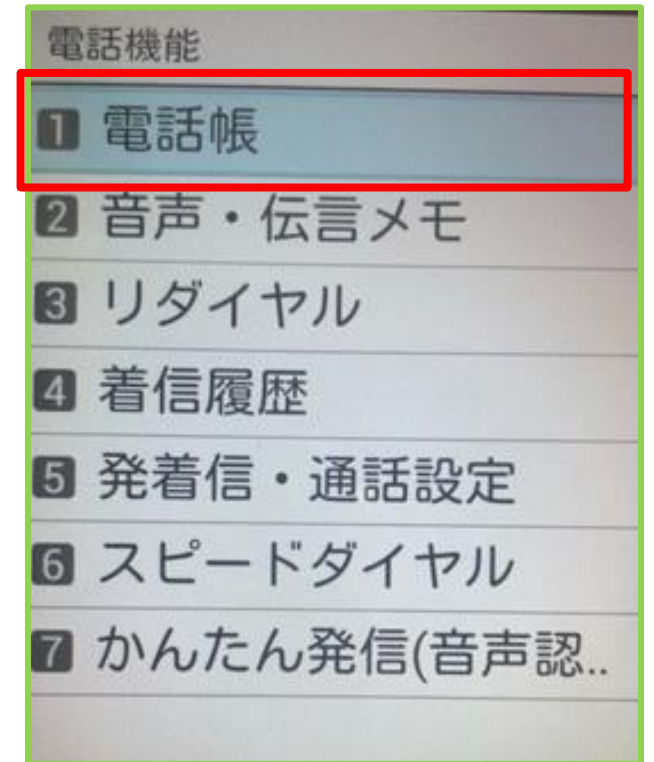 電話機能
1 電話帳
2 音声・伝言メモ
3 リダイヤル
4 着信履歴
5 発着信・通話設定
6 スピードダイヤル
7 かんたん発信(音声認..